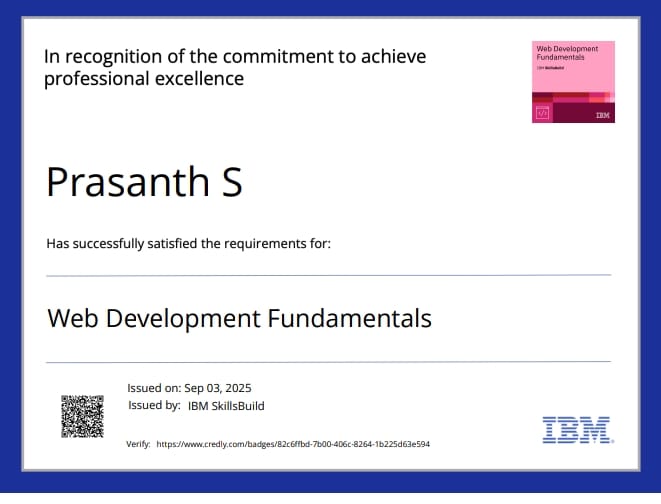 In recognition of the commitment to achieve
professional excellence
Web Development
Fundamentals
IBM SkillsBuild
</>
IBM
Prasanth S
Has successfully satisfied the requirements for:
Web Development Fundamentals
Issued on: Sep 03, 2025
Issued by: IBM SkillsBuild
Verify: https://www.credly.com/badges/82c6ffbd-7b00-406c-8264-1b225d63e594
IBM.